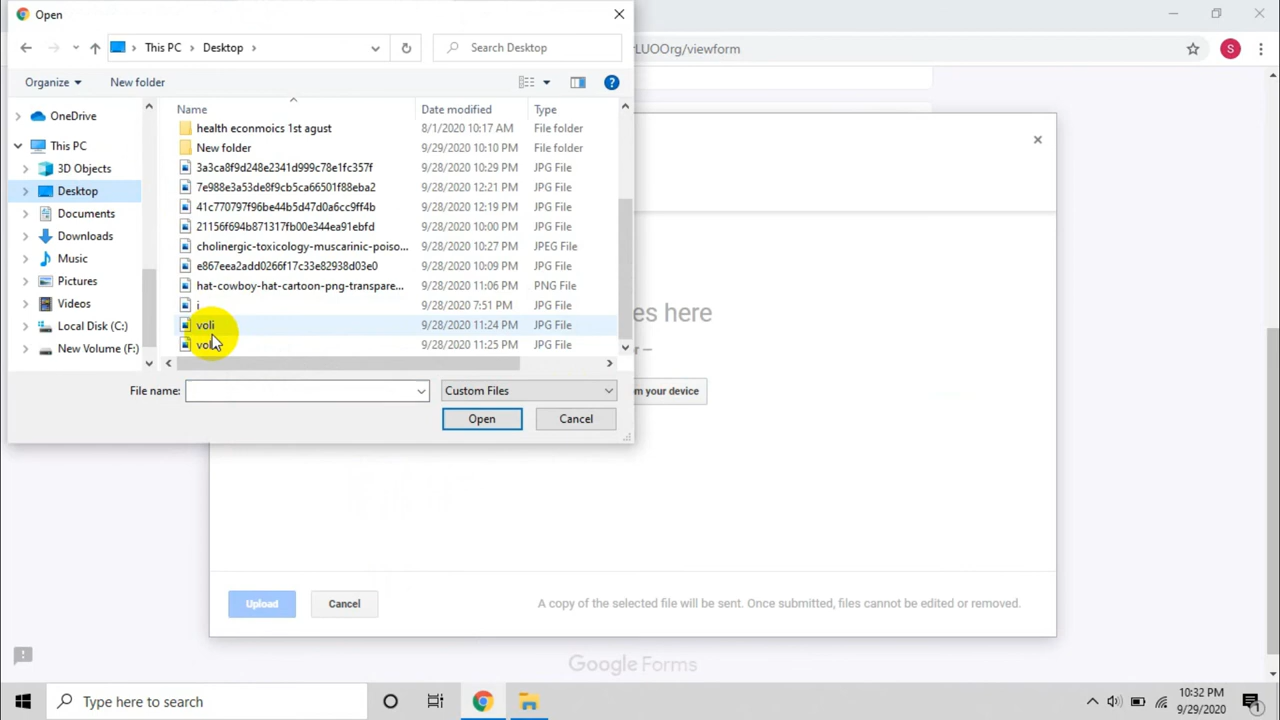 Open
This PC
Desktop
Search Desktop
LUOOrg/viewform
S
Organize
New folder
Name
Date modified
Type
OneDrive
This PC
3D Objects
Desktop
Documents
Downloads
Music
Pictures
Videos
Local Disk (C:)
New Volume (F:)
health econmoics 1st agust 8/1/2020 10:17 AM File folder
New folder 9/29/2020 10:10 PM File folder
3a3ca8f9d248e2341d999c78e1fc357f 9/28/2020 10:29 PM JPG File
7e988e3a53de8f9cb5ca66501f88eba2 9/28/2020 12:21 PM JPG File
41c770797f96be44b5d47d0a6cc9ff4b 9/28/2020 12:19 PM JPG File
21156f694b871317fb00e344ea91ebfd 9/28/2020 10:00 PM JPG File
cholinergic-toxicology-muscarinic-poiso... 9/28/2020 10:27 PM JPEG File
e867eea2add0266f17c33e82938d03e0 9/28/2020 10:09 PM JPG File
hat-cowboy-hat-cartoon-png-transpare... 9/28/2020 11:06 PM PNG File
i 9/28/2020 7:51 PM JPG File
voli 9/28/2020 11:24 PM JPG File
9/28/2020 11:25 PM JPG File
File name:
Custom Files
Open
Cancel
es here
your device
Upload
Cancel
A copy of the selected file will be sent. Once submitted, files cannot be edited or removed.
Google Forms
Type here to search
10:32 PM
9/29/2020
1